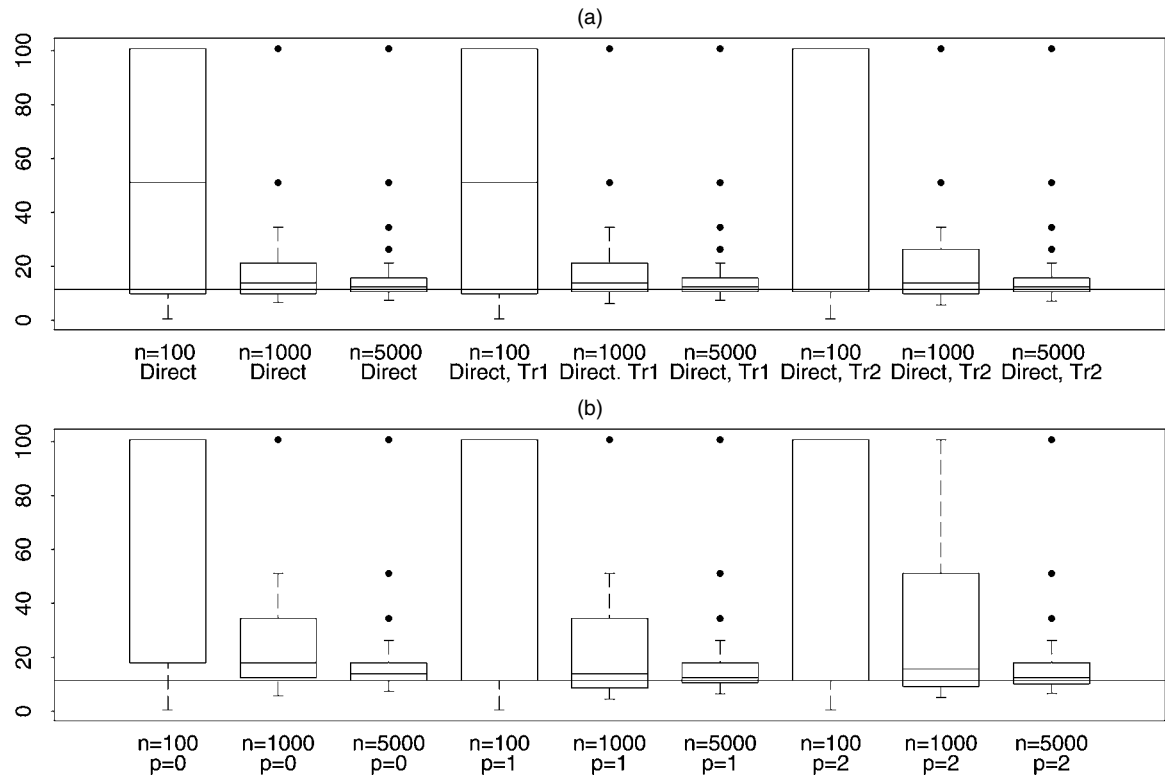 (a)
100
80
60
40
20
0
n=100 n=1000 n=5000 n=100 n=1000 n=5000 n=100 n=1000 n=5000
Direct Direct Direct Direct, Tr1 Direct. Tr1 Direct, Tr1 Direct, Tr2 Direct, Tr2 Direct, Tr2
(b)
100
80
60
40
20
0
n=100 n=1000 n=5000 n=100 n=1000 n=5000 n=100 n=1000 n=5000
p=0 p=0 p=0 p=1 p=1 p=1 p=2 p=2 p=2